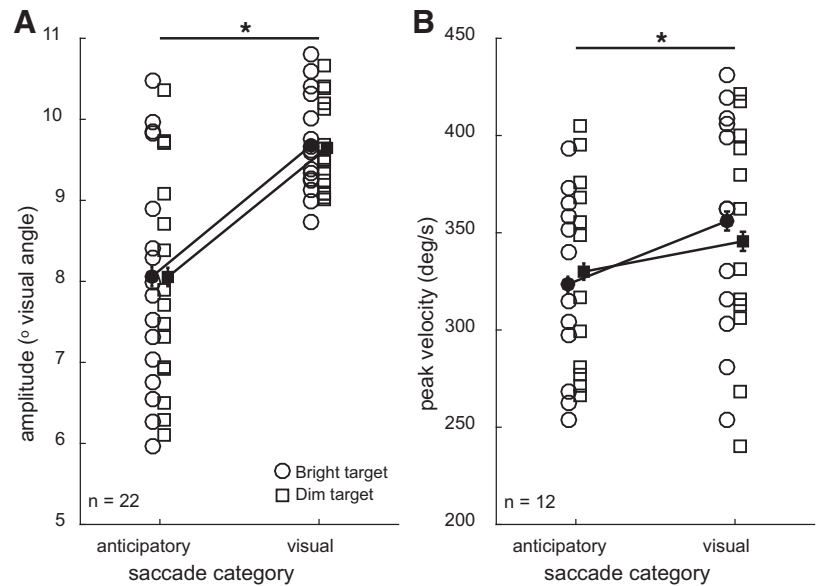 A
*
11
10
9
8
7
6
5
amplitude (° visual angle)
Bright target
Dim target
n = 22
anticipatory visual
saccade category
B
*
450
400
350
300
250
200
peak velocity (deg/s)
n = 12
anticipatory visual
saccade category